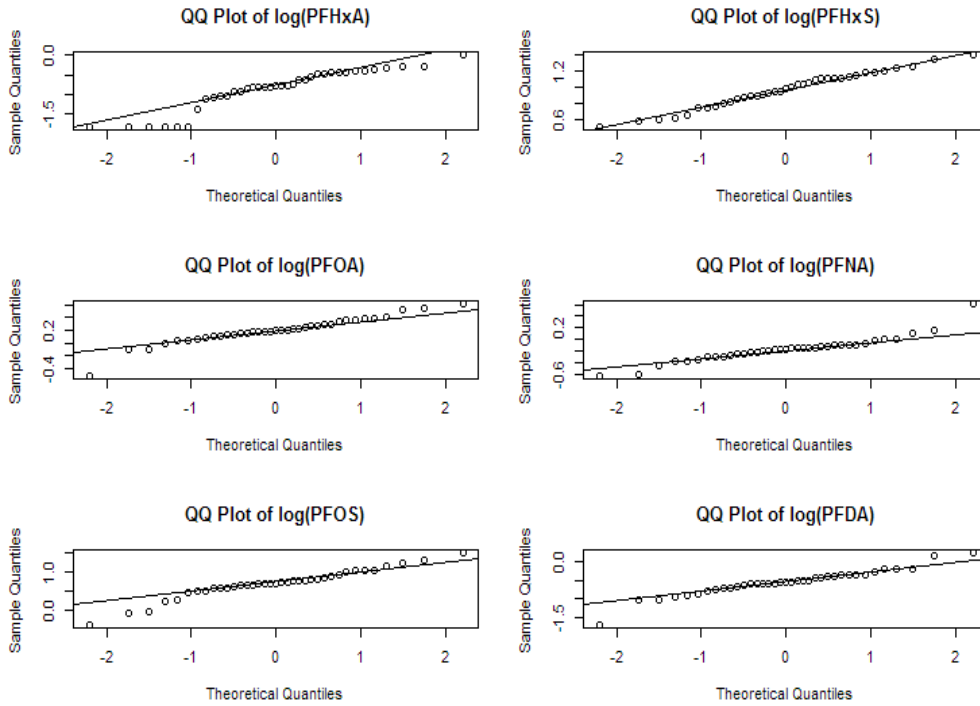 QQ Plot of log(PFHxA)
Sample Quantiles
0.0
-1.5
-2 -1 0 1 2
Theoretical Quantiles
QQ Plot of log(PFHxS)
Sample Quantiles
1.2
0.6
-2 -1 0 1 2
Theoretical Quantiles
QQ Plot of log(PFOA)
Sample Quantiles
0.2
-0.4
-2 -1 0 1 2
Theoretical Quantiles
QQ Plot of log(PFNA)
Sample Quantiles
0.2
-0.6
-2 -1 0 1 2
Theoretical Quantiles
QQ Plot of log(PFOS)
Sample Quantiles
1.0
0.0
-2 -1 0 1 2
Theoretical Quantiles
QQ Plot of log(PFDA)
Sample Quantiles
0.0
-1.5
-2 -1 0 1 2
Theoretical Quantiles